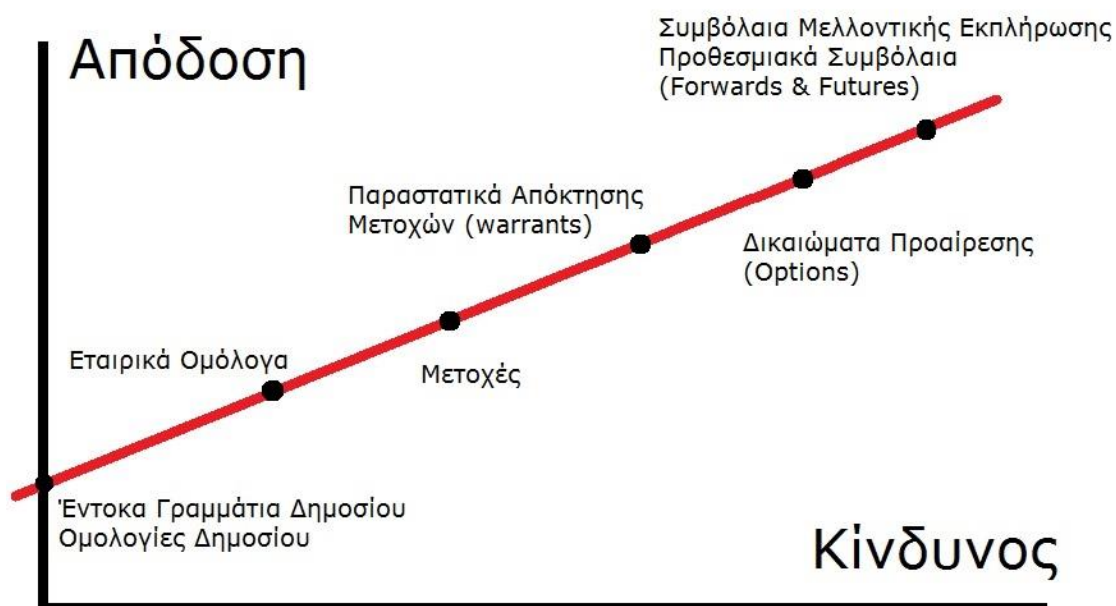 Απόδοση
Συμβόλαια Μελλοντικής Εκπλήρωσης
Προθεσμιακά Συμβόλαια
(Forwards & Futures)
Παραστατικά Απόκτησης
Μετοχών (warrants)
Δικαιώματα Προαίρεσης
(Options)
Εταιρικά Ομόλογα
Μετοχές
Έντοκα Γραμμάτια Δημοσίου
Ομολογίες Δημοσίου
Κίνδυνος